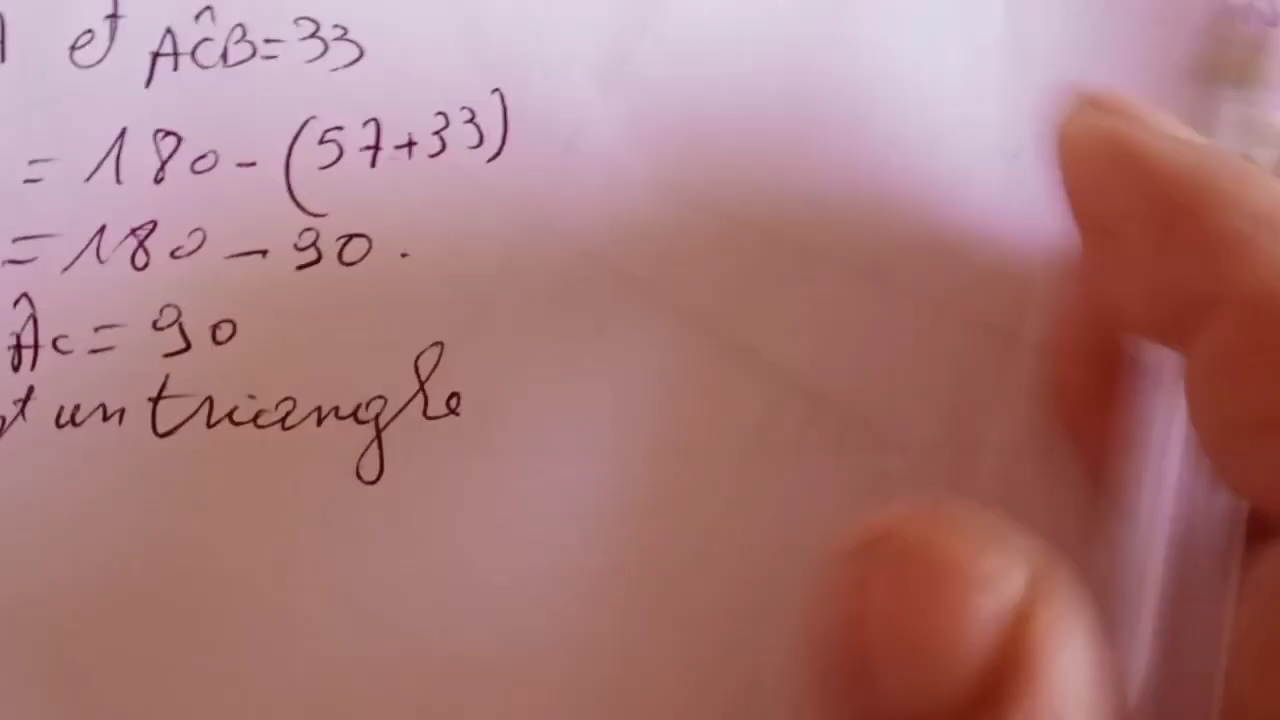 et AĈB=33
= 180-(57+33)
= 180 - 90.
Âc = 90
un triangle